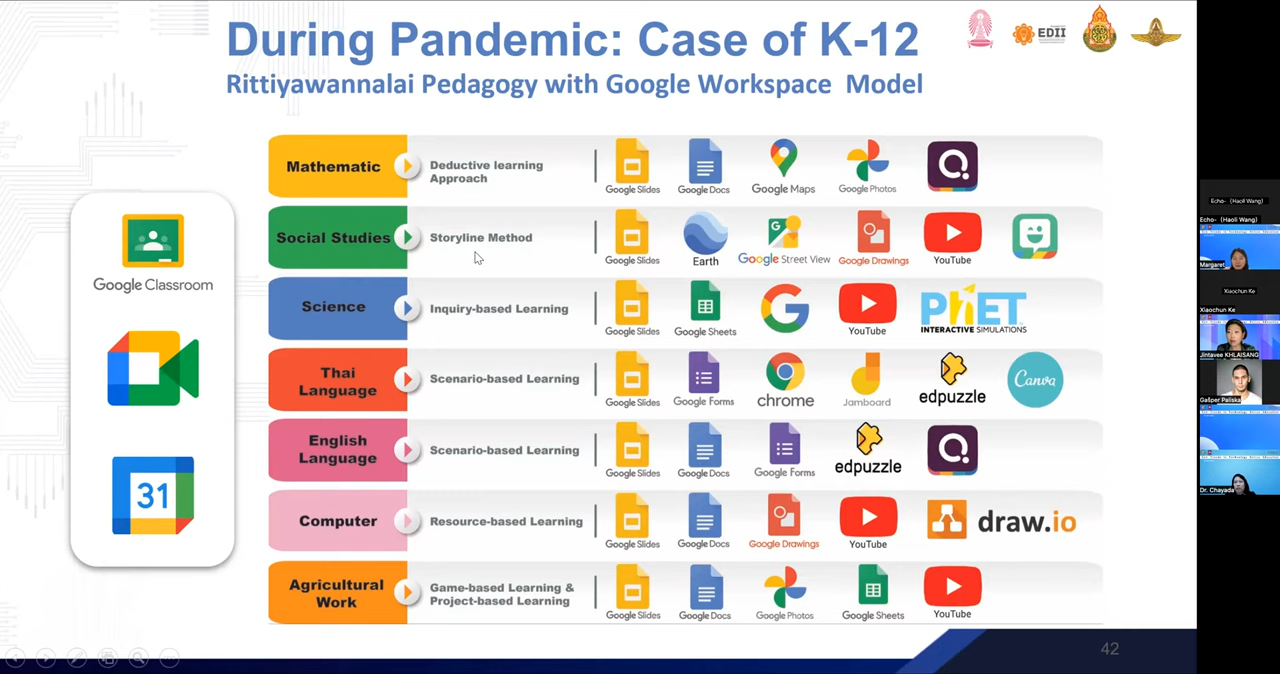 During Pandemic: Case of K-12
Rittiyawannalai Pedagogy with Google Workspace Model
EDII
Google Classroom
31
Mathematic
Deductive learning
Approach
Google Slides
Google Docs
Google Maps
Google Photos
Q
Social Studies
Storyline Method
Google Slides
Earth
G
Google Street View
Google Drawings
YouTube
Science
Inquiry-based Learning
Google Slides
Google Sheets
G
YouTube
PhET
INTERACTIVE SIMULATIONS
Thai
Language
Scenario-based Learning
Google Slides
Google Forms
chrome
Jamboard
edpuzzle
Canva
English
Language
Scenario-based Learning
Google Slides
Google Docs
Google Forms
edpuzzle
Q
Computer
Resource-based Learning
Google Slides
Google Docs
Google Drawings
YouTube
draw.io
Agricultural
Work
Game-based Learning &
Project-based Learning
Google Slides
Google Docs
Google Photos
Google Sheets
YouTube
42
Echo-（Haoli Wang）
Echo-（Haoli Wang）
Margaret
Xiaochun Ke
Xiaochun Ke
Jintavee KHLAISANG
Gašper Paliska
Dr. Chayada